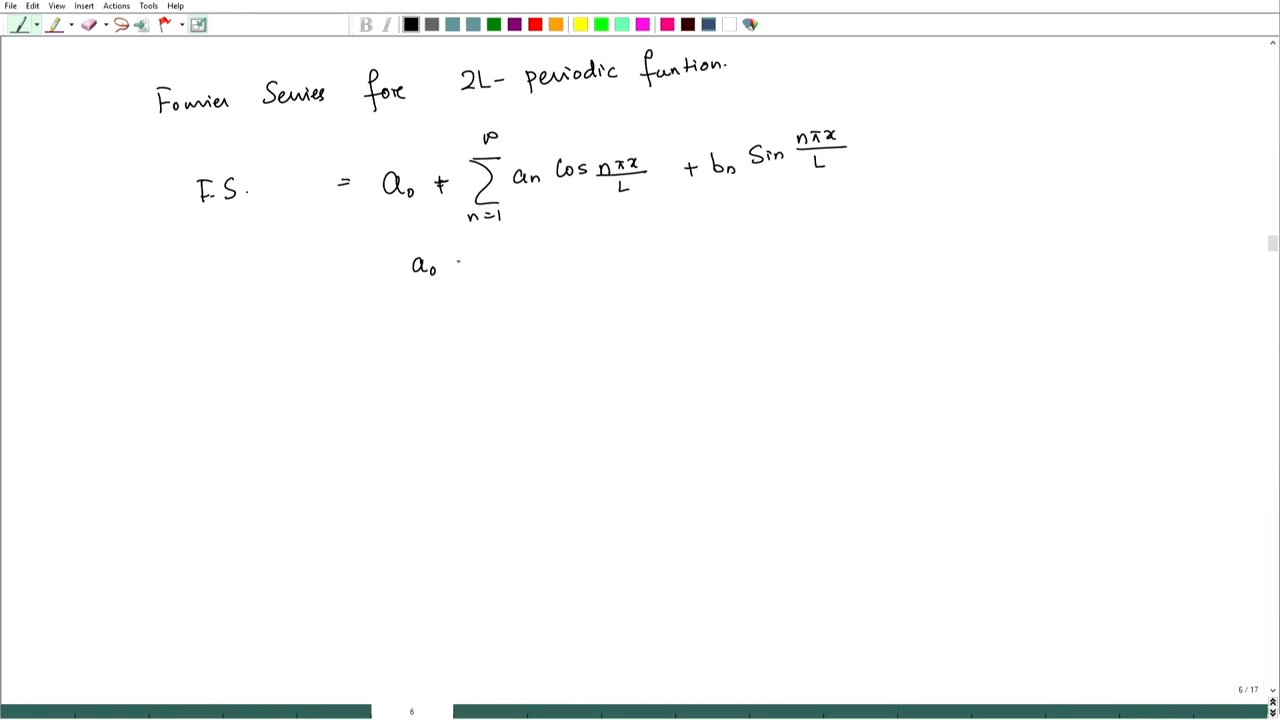 File Edit View Insert Actions Tools Help
B I
Fourier Series fore 2L- periodic funtion.
F.S. = a₀ + ∑_{n=1}^{∞} an Cos nπx/L + bn Sin nπx/L
a₀
6 / 17
6